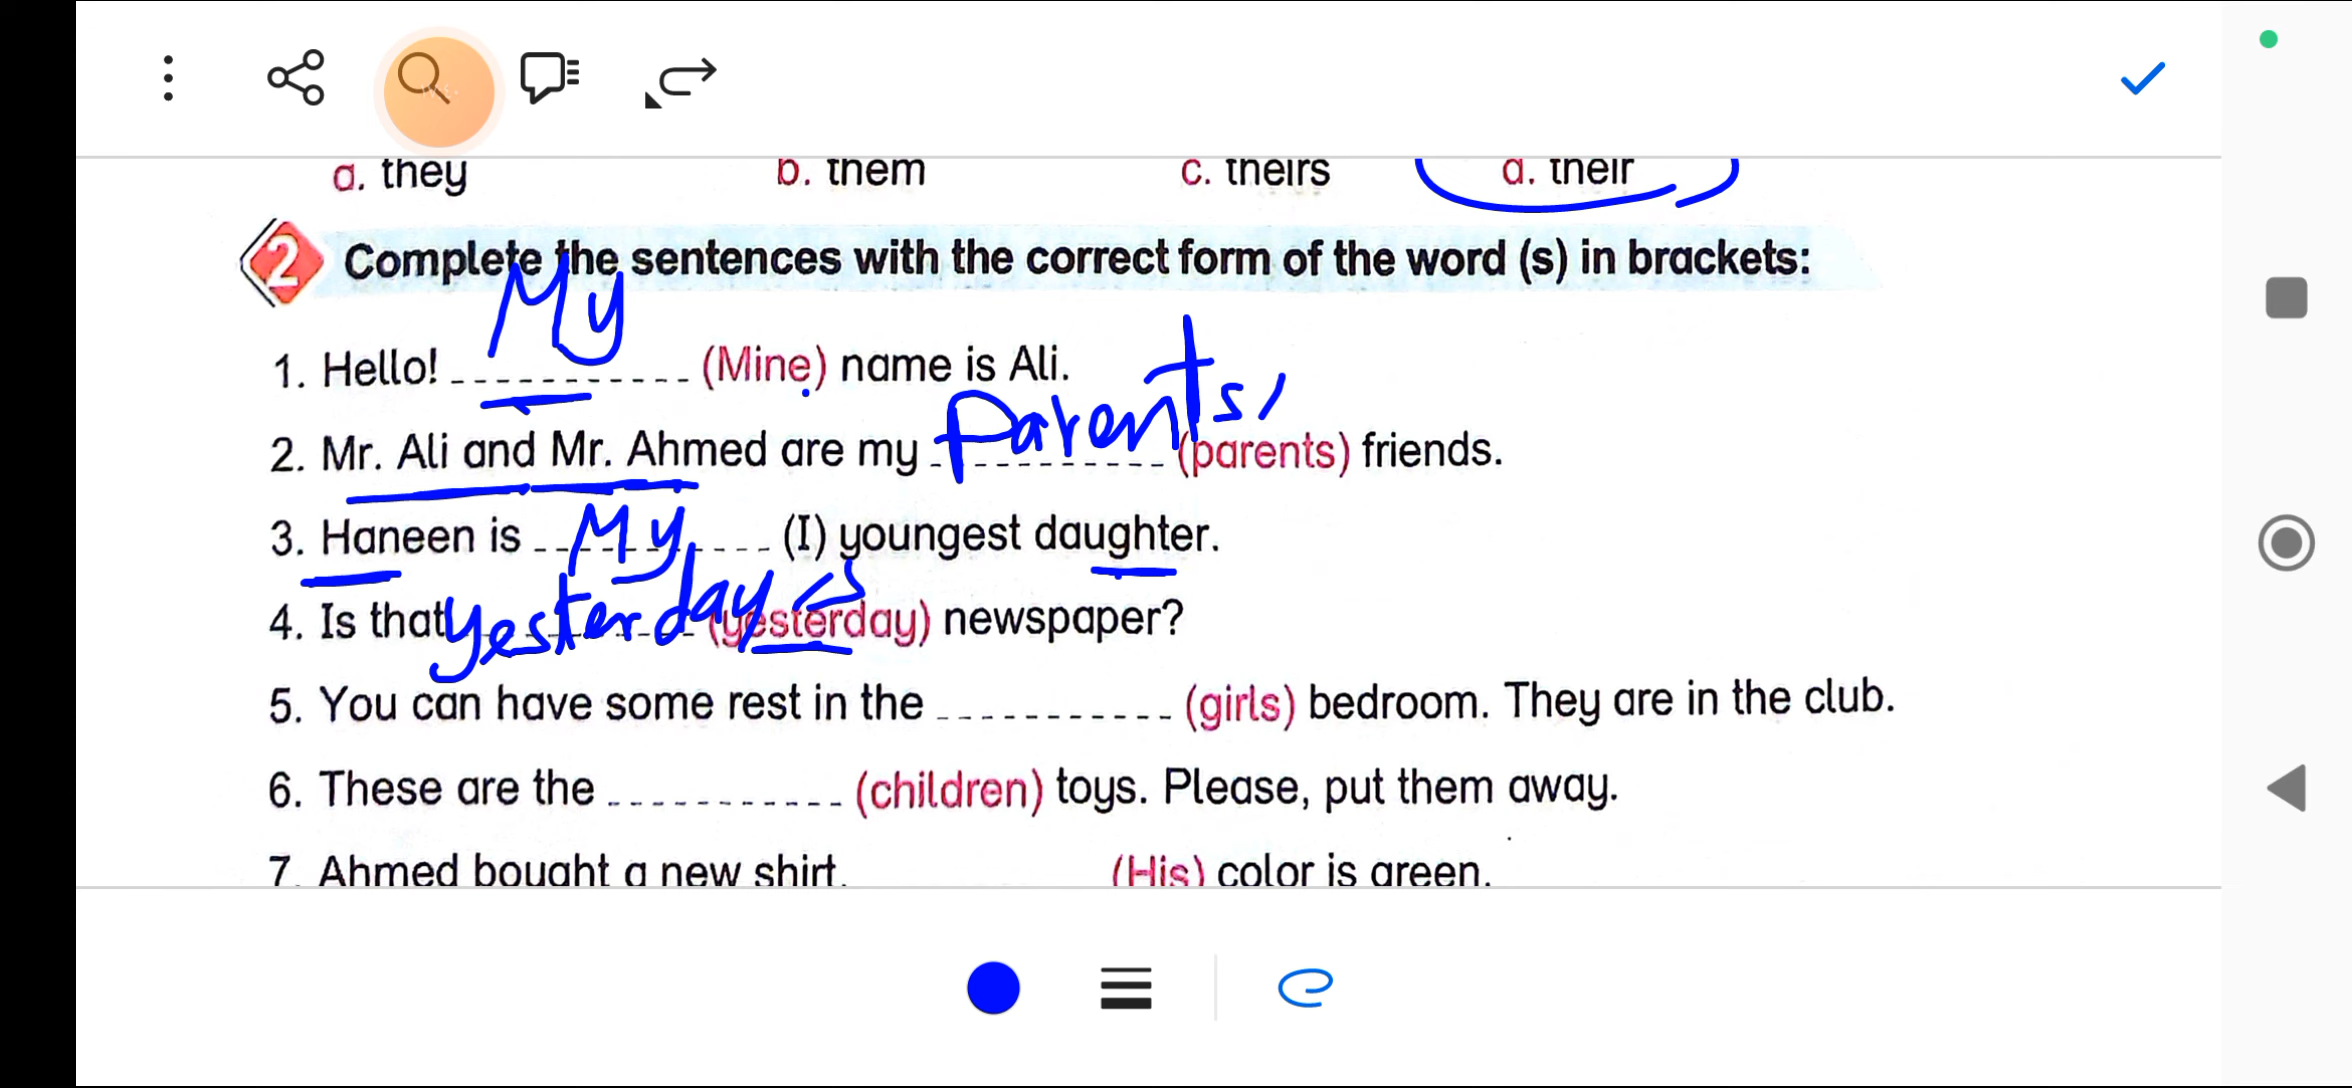 a. they b. them c. theirs d. their
2 Complete the sentences with the correct form of the word (s) in brackets:
My
1. Hello! ----------- (Mine) name is Ali.
Parents'
2. Mr. Ali and Mr. Ahmed are my ----------- (parents) friends.
3. Haneen is My (I) youngest daughter.
4. Is that yesterday's (yesterday) newspaper?
5. You can have some rest in the ----------- (girls) bedroom. They are in the club.
6. These are the ----------- (children) toys. Please, put them away.
7. Ahmed bought a new shirt. (His) color is green.